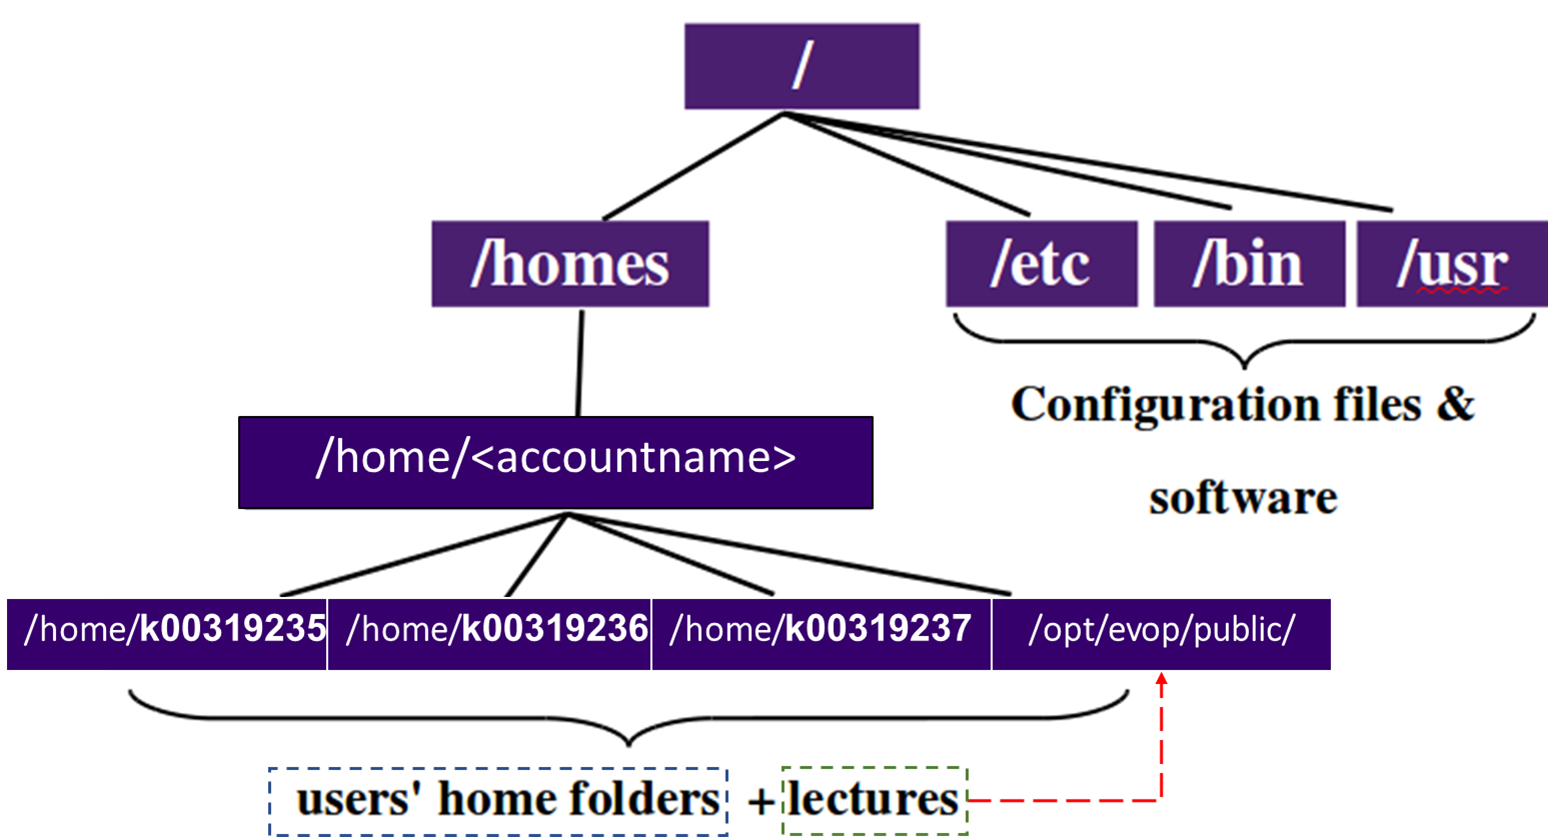 /
/homes
/etc
/bin
/usr
Configuration files &
software
/home/<accountname>
/home/k00319235
/home/k00319236
/home/k00319237
/opt/evop/public/
users' home folders + lectures